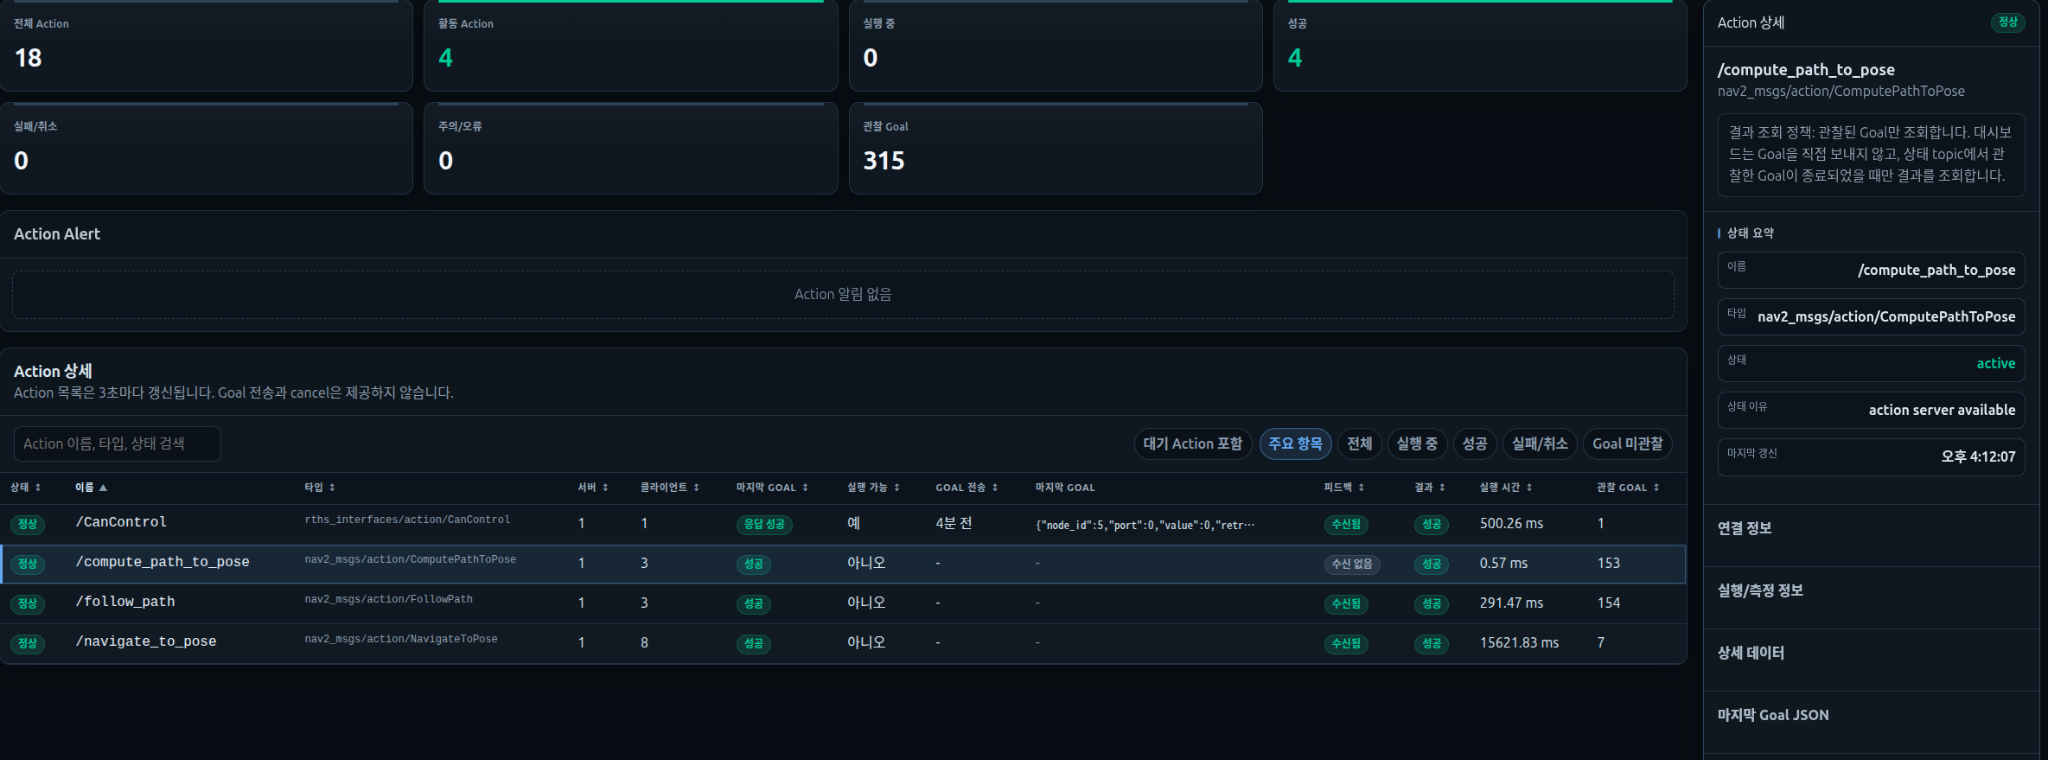 전체 Action
18
활동 Action
4
실행 중
0
성공
4
실패/취소
0
주의/오류
0
관찰 Goal
315
Action Alert
Action 알림 없음
Action 상세
Action 목록은 3초마다 갱신됩니다. Goal 전송과 cancel은 제공하지 않습니다.
Action 이름, 타입, 상태 검색
대기 Action 포함 주요 항목 전체 실행 중 성공 실패/취소 Goal 미관찰
상태 ↕ 이름 ▲ 타입 ↕ 서버 ↕ 클라이언트 ↕ 마지막 GOAL ↕ 실행 가능 ↕ GOAL 전송 ↕ 마지막 GOAL 피드백 ↕ 결과 ↕ 실행 시간 ↕ 관찰 GOAL ↕
정상 /CanControl rths_interfaces/action/CanControl 1 1 응답 성공 예 4분 전 {"node_id":5,"port":0,"value":0,"retr··· 수신됨 성공 500.26 ms 1
정상 /compute_path_to_pose nav2_msgs/action/ComputePathToPose 1 3 성공 아니오 - - 수신 없음 성공 0.57 ms 153
정상 /follow_path nav2_msgs/action/FollowPath 1 3 성공 아니오 - - 수신됨 성공 291.47 ms 154
정상 /navigate_to_pose nav2_msgs/action/NavigateToPose 1 8 성공 아니오 - - 수신됨 성공 15621.83 ms 7
Action 상세 정상
/compute_path_to_pose
nav2_msgs/action/ComputePathToPose
결과 조회 정책: 관찰된 Goal만 조회합니다. 대시보
드는 Goal을 직접 보내지 않고, 상태 topic에서 관
찰한 Goal이 종료되었을 때만 결과를 조회합니다.
상태 요약
이름 /compute_path_to_pose
타입 nav2_msgs/action/ComputePathToPose
상태 active
상태 이유 action server available
마지막 갱신 오후 4:12:07
연결 정보
실행/측정 정보
상세 데이터
마지막 Goal JSON